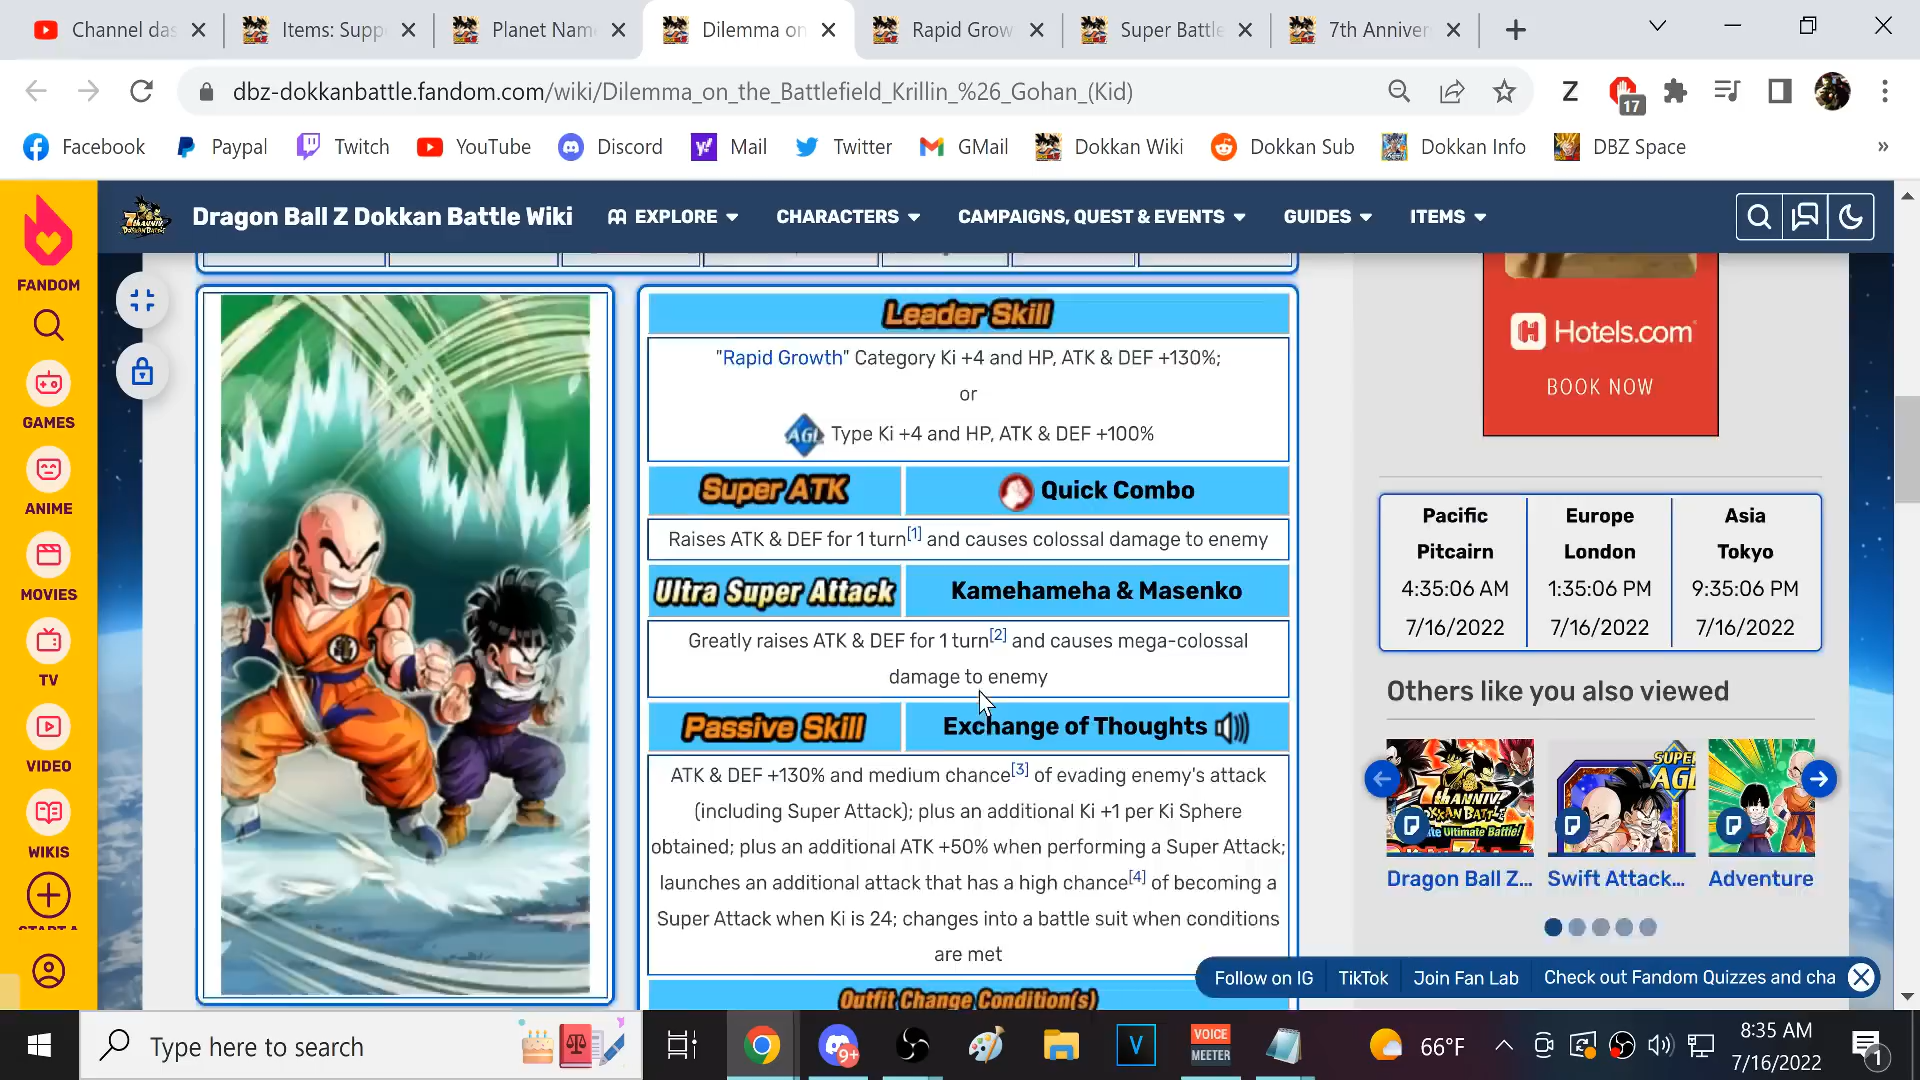 Channel das
Items: Supp
Planet Nam
Dilemma on
Rapid Grow
Super Battle
7th Anniver
dbz-dokkanbattle.fandom.com/wiki/Dilemma_on_the_Battlefield_Krillin_%26_Gohan_(Kid)
Z
17
Facebook
Paypal
Twitch
YouTube
Discord
Mail
Twitter
GMail
Dokkan Wiki
Dokkan Sub
Dokkan Info
DBZ Space
»
Dragon Ball Z Dokkan Battle Wiki
EXPLORE
CHARACTERS
CAMPAIGNS, QUEST & EVENTS
GUIDES
ITEMS
FANDOM
GAMES
ANIME
MOVIES
TV
VIDEO
WIKIS
START A
Leader Skill
"Rapid Growth" Category Ki +4 and HP, ATK & DEF +130%;
or
AGL Type Ki +4 and HP, ATK & DEF +100%
Super ATK
Quick Combo
Raises ATK & DEF for 1 turn[1] and causes colossal damage to enemy
Ultra Super Attack
Kamehameha & Masenko
Greatly raises ATK & DEF for 1 turn[2] and causes mega-colossal
damage to enemy
Passive Skill
Exchange of Thoughts
ATK & DEF +130% and medium chance[3] of evading enemy's attack
(including Super Attack); plus an additional Ki +1 per Ki Sphere
obtained; plus an additional ATK +50% when performing a Super Attack;
launches an additional attack that has a high chance[4] of becoming a
Super Attack when Ki is 24; changes into a battle suit when conditions
are met
Outfit Change Condition(s)
Hotels.com
BOOK NOW
Pacific
Pitcairn
4:35:06 AM
7/16/2022
Europe
London
1:35:06 PM
7/16/2022
Asia
Tokyo
9:35:06 PM
7/16/2022
Others like you also viewed
Dragon Ball Z...
SUPER
AGL
Swift Attack...
Adventure
Follow on IG
TikTok
Join Fan Lab
Check out Fandom Quizzes and cha
Type here to search
9+
V
VOICE
MEETER
66°F
8:35 AM
7/16/2022
1